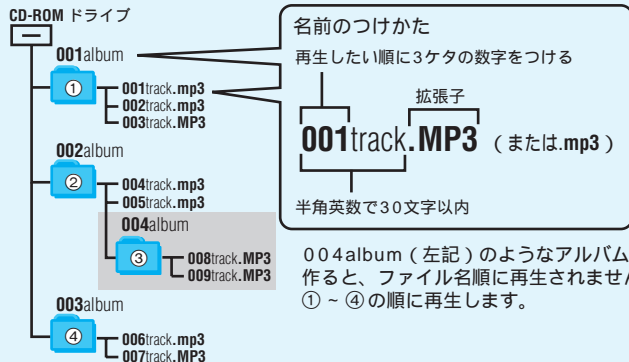 CD-ROM ドライブ
001album
①
001track.mp3
002track.mp3
003track.MP3
002album
②
004track.mp3
005track.mp3
004album
③
008track.MP3
009track.MP3
003album
④
006track.mp3
007track.MP3
名前のつけかた
再生したい順に3ケタの数字をつける
拡張子
001track.MP3 (または.mp3)
半角英数で30文字以内
004album(左記)のようなアルバム
作ると、ファイル名順に再生されません
①~④の順に再生します。